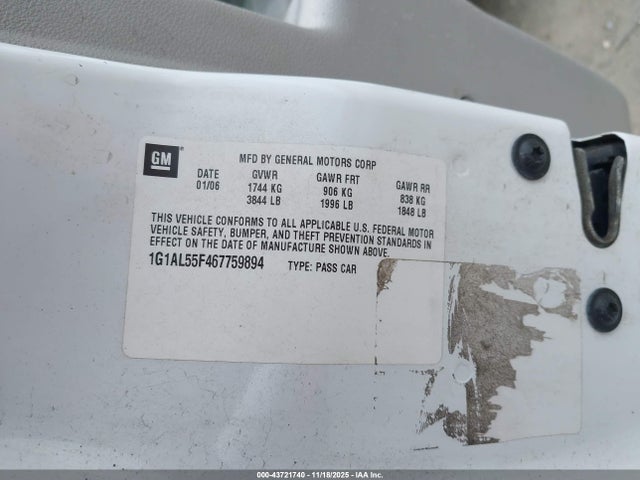 GM
MFD BY GENERAL MOTORS CORP
DATE GVWR GAWR FRT GAWR RR
01/06 1744 KG 906 KG 838 KG
3844 LB 1996 LB 1848 LB
THIS VEHICLE CONFORMS TO ALL APPLICABLE U.S. FEDERAL MOTOR
VEHICLE SAFETY, BUMPER, AND THEFT PREVENTION STANDARDS IN
EFFECT ON THE DATE OF MANUFACTURE SHOWN ABOVE.
1G1AL55F467759894 TYPE: PASS CAR
000-43721740 - 11/18/2025 - IAA Inc.